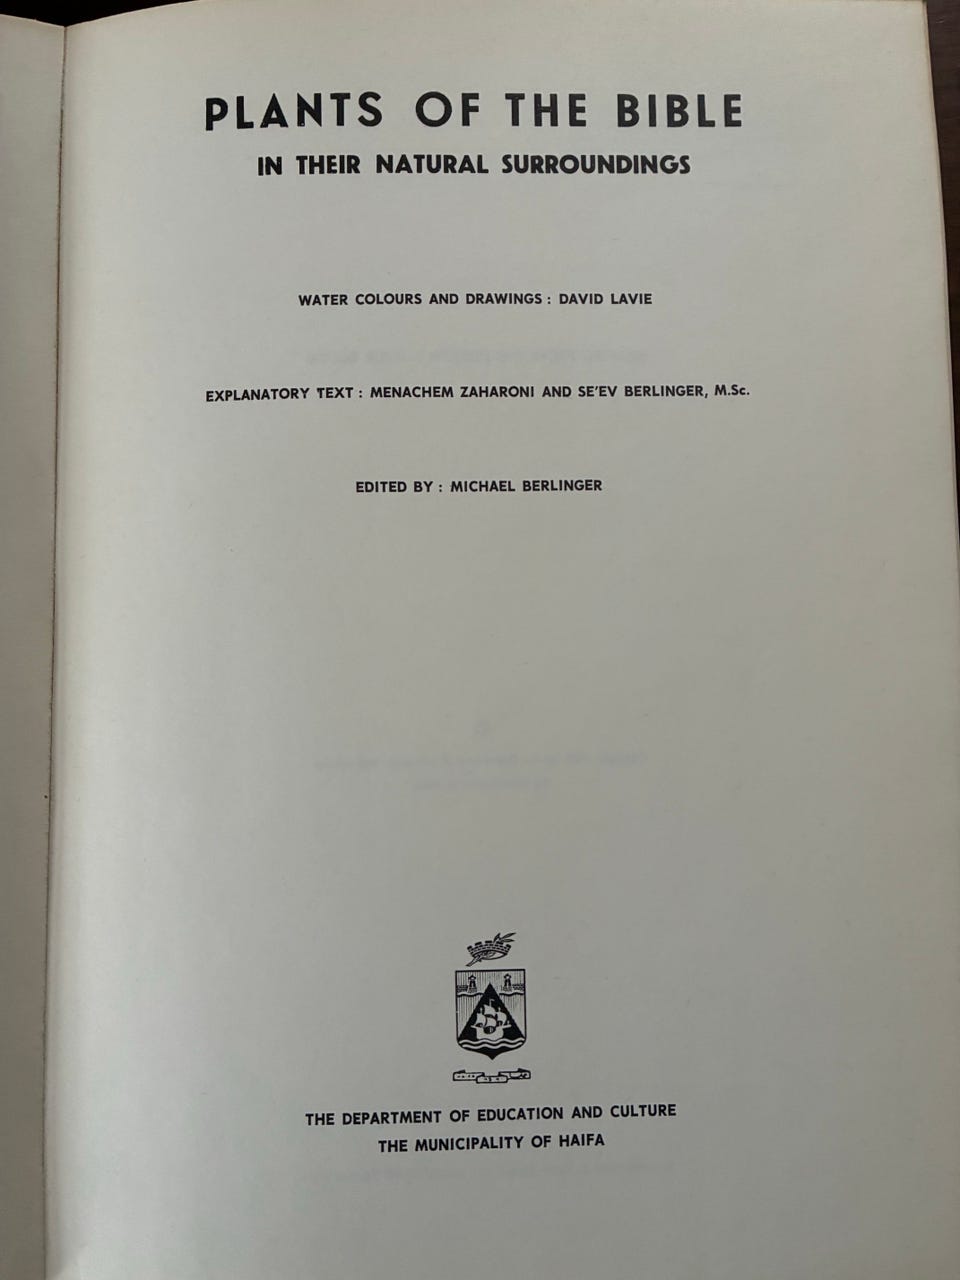 PLANTS OF THE BIBLE
IN THEIR NATURAL SURROUNDINGS
WATER COLOURS AND DRAWINGS : DAVID LAVIE
EXPLANATORY TEXT : MENACHEM ZAHARONI AND SE'EV BERLINGER, M.Sc.
EDITED BY : MICHAEL BERLINGER
THE DEPARTMENT OF EDUCATION AND CULTURE
THE MUNICIPALITY OF HAIFA